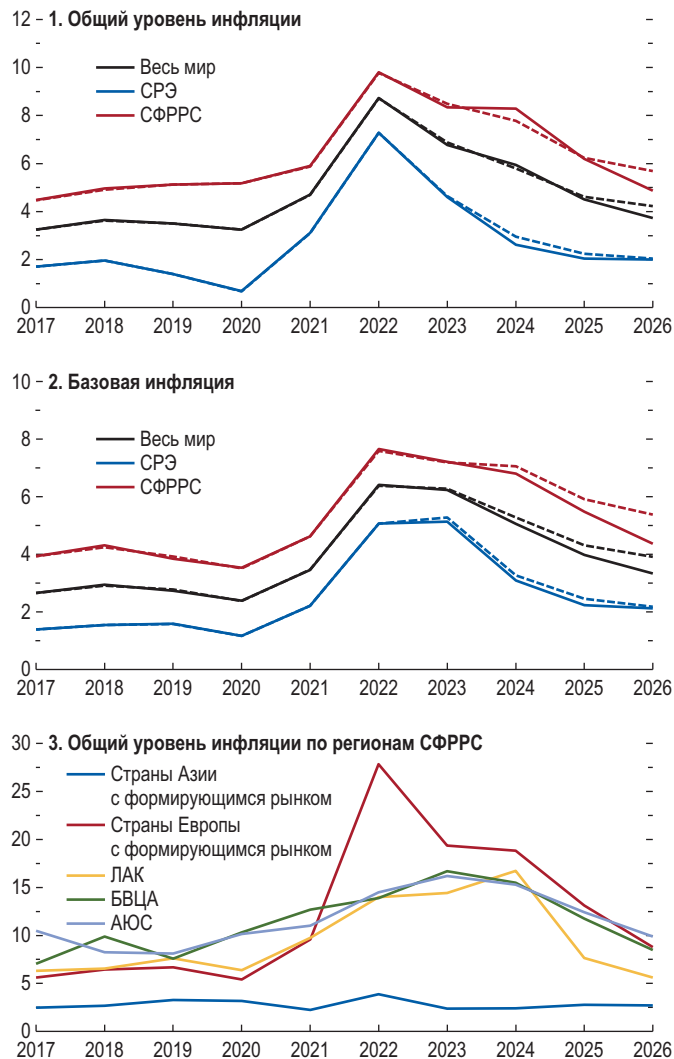 12
1. Общий уровень инфляции
10
8
6
4
2
0
Весь мир
СРЭ
СФРРС
2017 2018 2019 2020 2021 2022 2023 2024 2025 2026
10
2. Базовая инфляция
8
6
4
2
0
Весь мир
СРЭ
СФРРС
2017 2018 2019 2020 2021 2022 2023 2024 2025 2026
30
3. Общий уровень инфляции по регионам СФРРС
25
20
15
10
5
0
Страны Азии
с формирующимся рынком
Страны Европы
с формирующимся рынком
ЛАК
БВЦА
АЮС
2017 2018 2019 2020 2021 2022 2023 2024 2025 2026